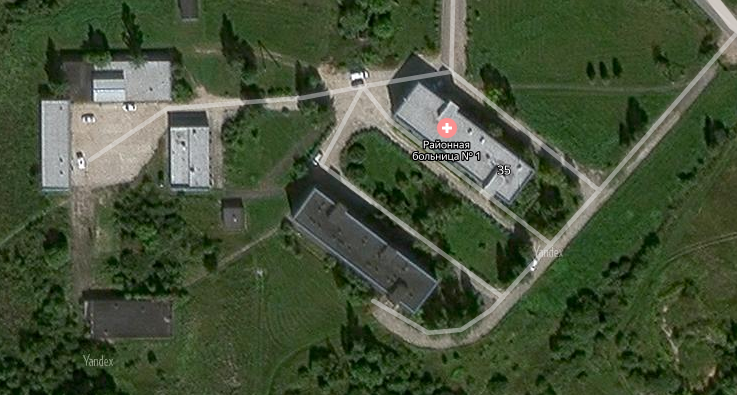 Районная
больница № 1
35
Yandex
Yandex